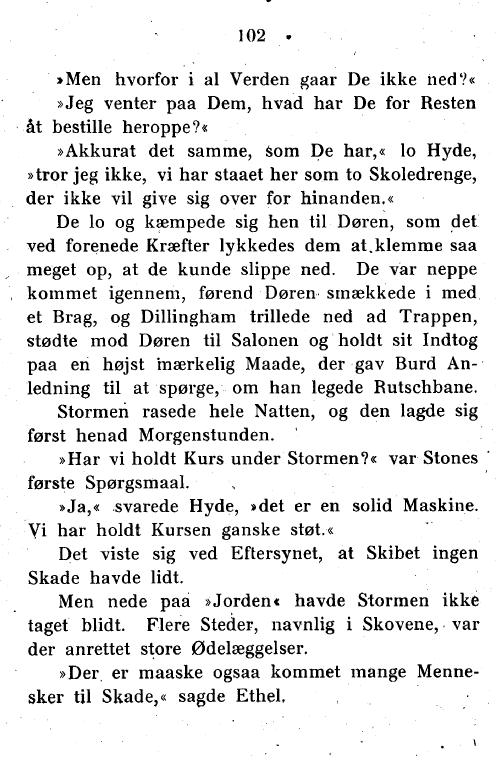 102
»Men hvorfor i al Verden gaar De ikke ned?«
»Jeg venter paa Dem, hvad har De for Resten
åt bestille heroppe?«
»Akkurat det samme, som De har,« lo Hyde,
»tror jeg ikke, vi har staaet her som to Skoledrenge,
der ikke vil give sig over for hinanden.«
De lo og kæmpede sig hen til Døren, som det
ved forenede Kræfter lykkedes dem at klemme saa
meget op, at de kunde slippe ned. De var neppe
kommet igennem, førend Døren smækkede i med
et Brag, og Dillingham trillede ned ad Trappen,
stødte mod Døren til Salonen og holdt sit Indtog
paa en højst mærkelig Maade, der gav Burd An-
ledning til at spørge, om han legede Rutschbane.
Stormen rasede hele Natten, og den lagde sig
først henad Morgenstunden.
»Har vi holdt Kurs under Stormen?« var Stones
første Spørgsmaal.
»Ja,« svarede Hyde, »det er en solid Maskine.
Vi har holdt Kursen ganske støt.«
Det viste sig ved Eftersynet, at Skibet ingen
Skade havde lidt.
Men nede paa »Jorden« havde Stormen ikke
taget blidt. Flere Steder, navnlig i Skovene, var
der anrettet store Ødelæggelser.
»Der er maaske ogsaa kommet mange Menne-
sker til Skade,« sagde Ethel.